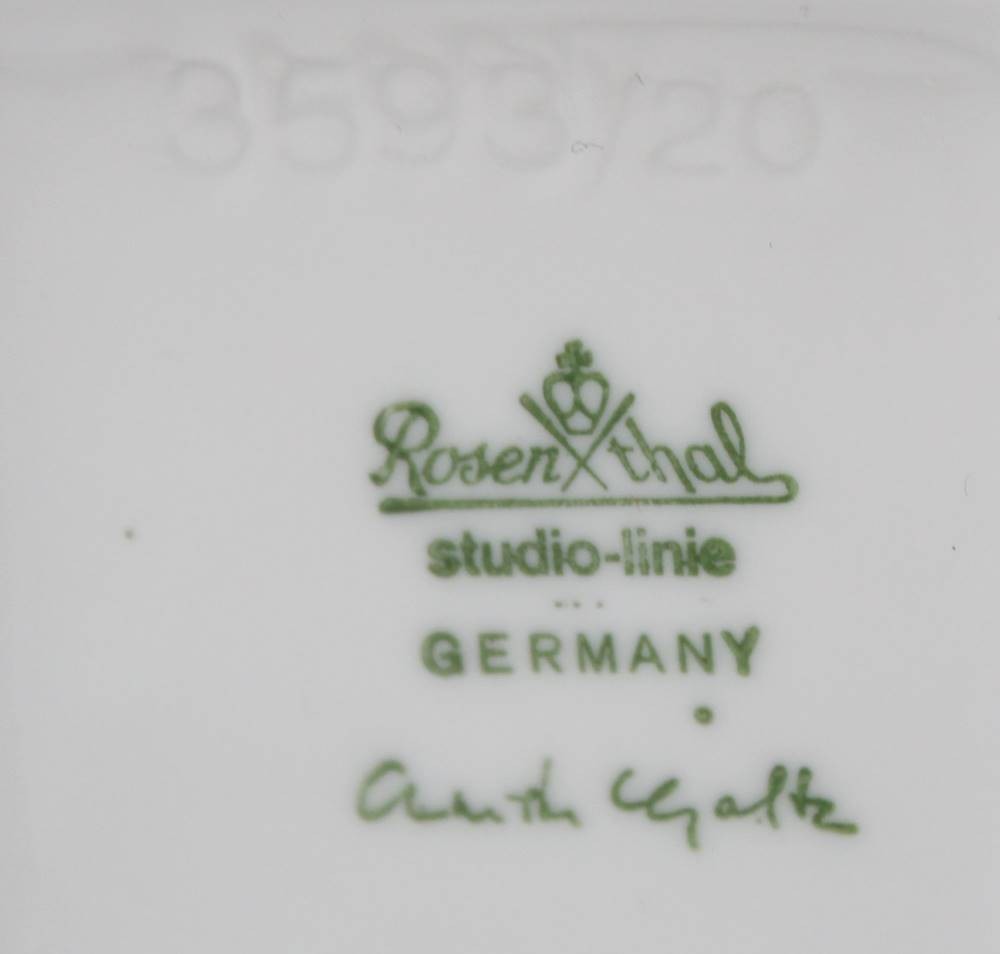 3593/20
Rosenthal
studio-linie
GERMANY